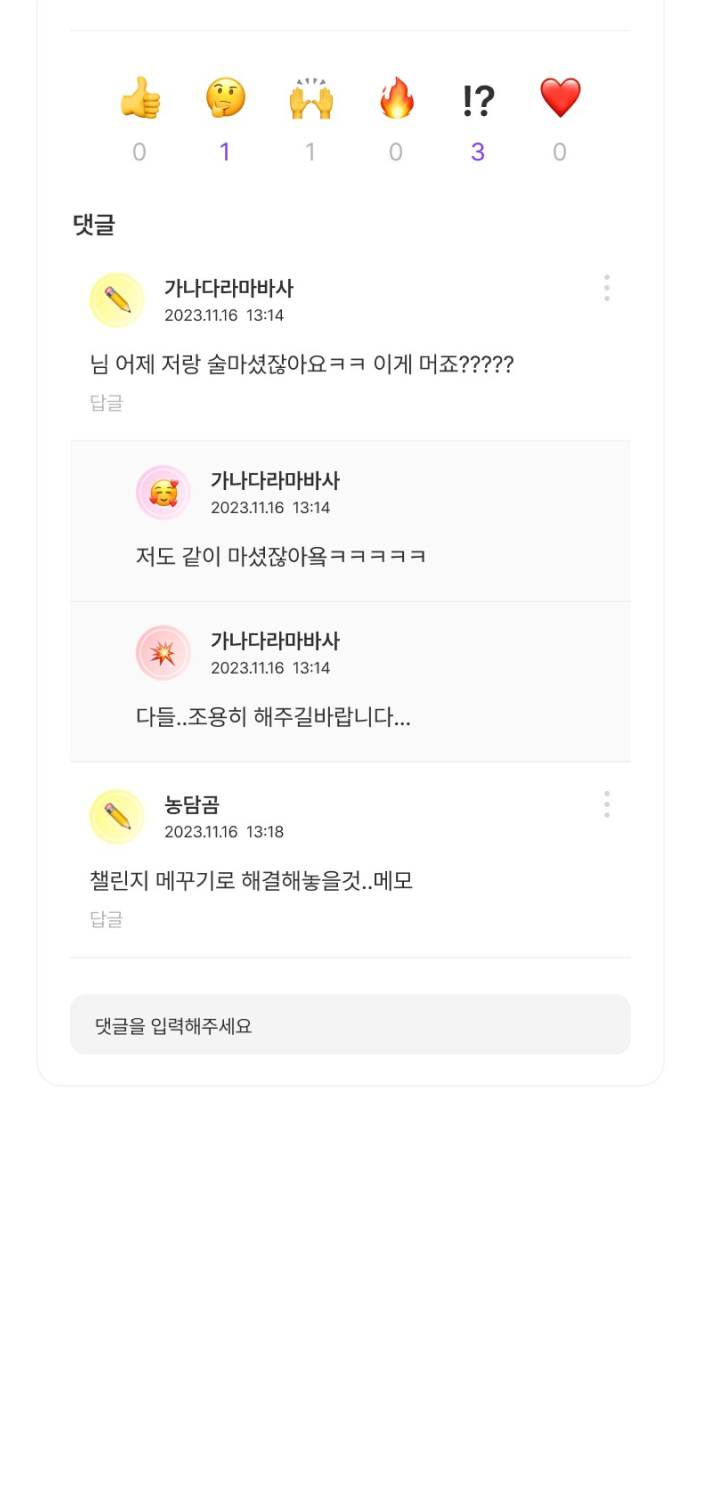 0 1 1 0 3 0
댓글
가나다라마바사
2023.11.16 13:14
님 어제 저랑 술마셨잖아요ㅋㅋ 이게 머죠?????
답글
가나다라마바사
2023.11.16 13:14
저도 같이 마셨잖아욬ㅋㅋㅋㅋㅋ
가나다라마바사
2023.11.16 13:14
다들..조용히 해주길바랍니다...
농담곰
2023.11.16 13:18
챌린지 메꾸기로 해결해놓을것..메모
답글
댓글을 입력해주세요